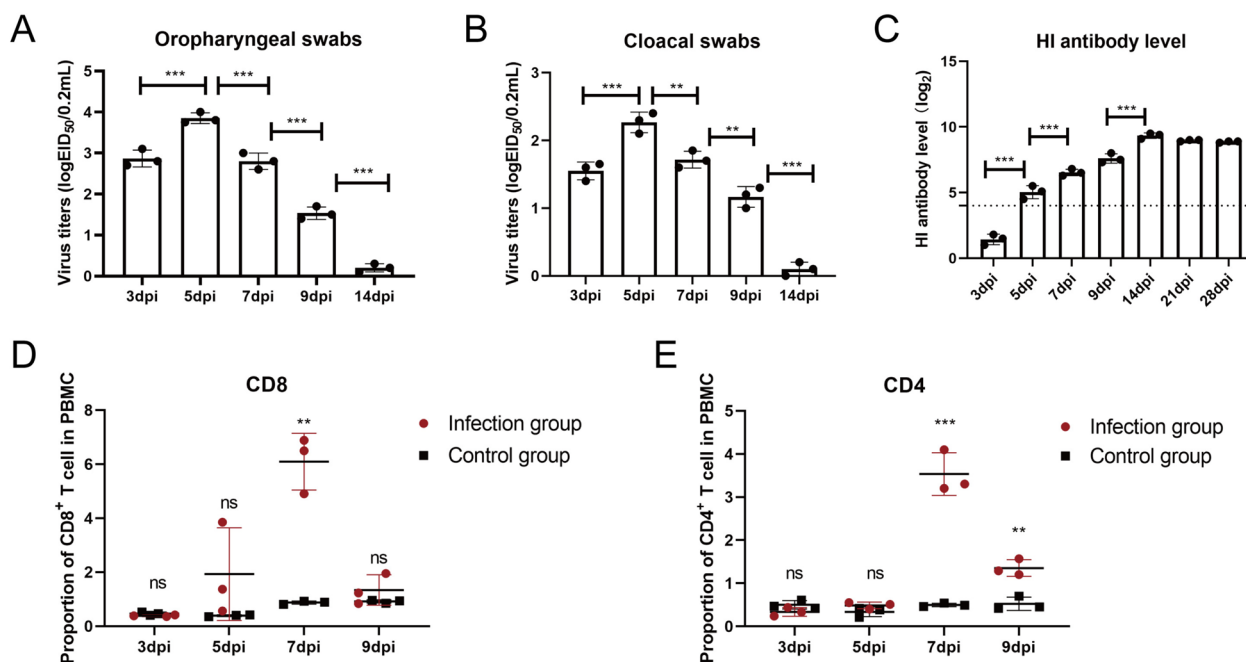 A
Oropharyngeal swabs
Virus titers (logEID50/0.2mL)
5
4
3
2
1
0
***
***
***
***
3dpi 5dpi 7dpi 9dpi 14dpi
B
Cloacal swabs
Virus titers (logEID50/0.2mL)
3
2
1
0
***
**
**
***
3dpi 5dpi 7dpi 9dpi 14dpi
C
HI antibody level
HI antibody level (log2)
15
10
5
0
***
***
***
3dpi 5dpi 7dpi 9dpi 14dpi 21dpi 28dpi
D
CD8
Proportion of CD8+ T cell in PBMC
8
6
4
2
0
ns
ns
**
ns
3dpi 5dpi 7dpi 9dpi
Infection group
Control group
E
CD4
Proportion of CD4+ T cell in PBMC
5
4
3
2
1
0
ns
ns
***
**
3dpi 5dpi 7dpi 9dpi
Infection group
Control group